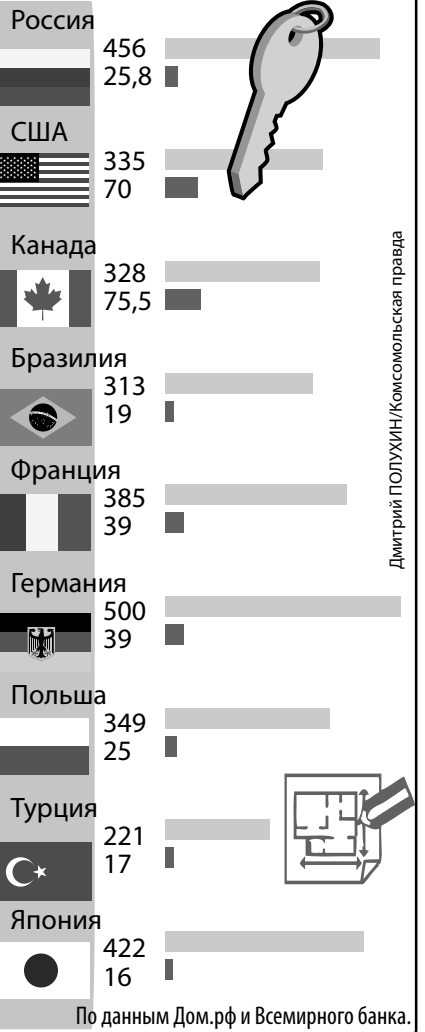 Россия
456
25,8
США
335
70
Канада
328
75,5
Бразилия
313
19
Франция
385
39
Германия
500
39
Польша
349
25
Турция
221
17
Япония
422
16
По данным Дом.рф и Всемирного банка.
Дмитрий ПОЛУХИН/Комсомольская правда